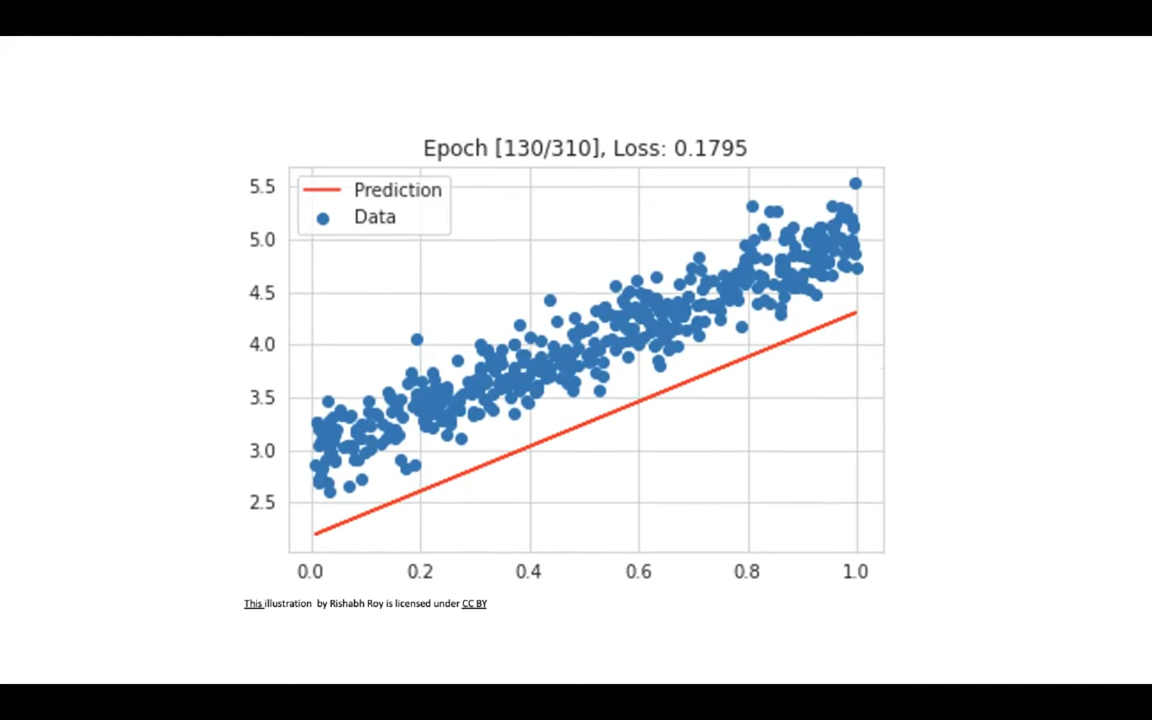 Epoch [130/310], Loss: 0.1795
Prediction
Data
5.5
5.0
4.5
4.0
3.5
3.0
2.5
0.0 0.2 0.4 0.6 0.8 1.0
This illustration by Rishabh Roy is licensed under CC BY